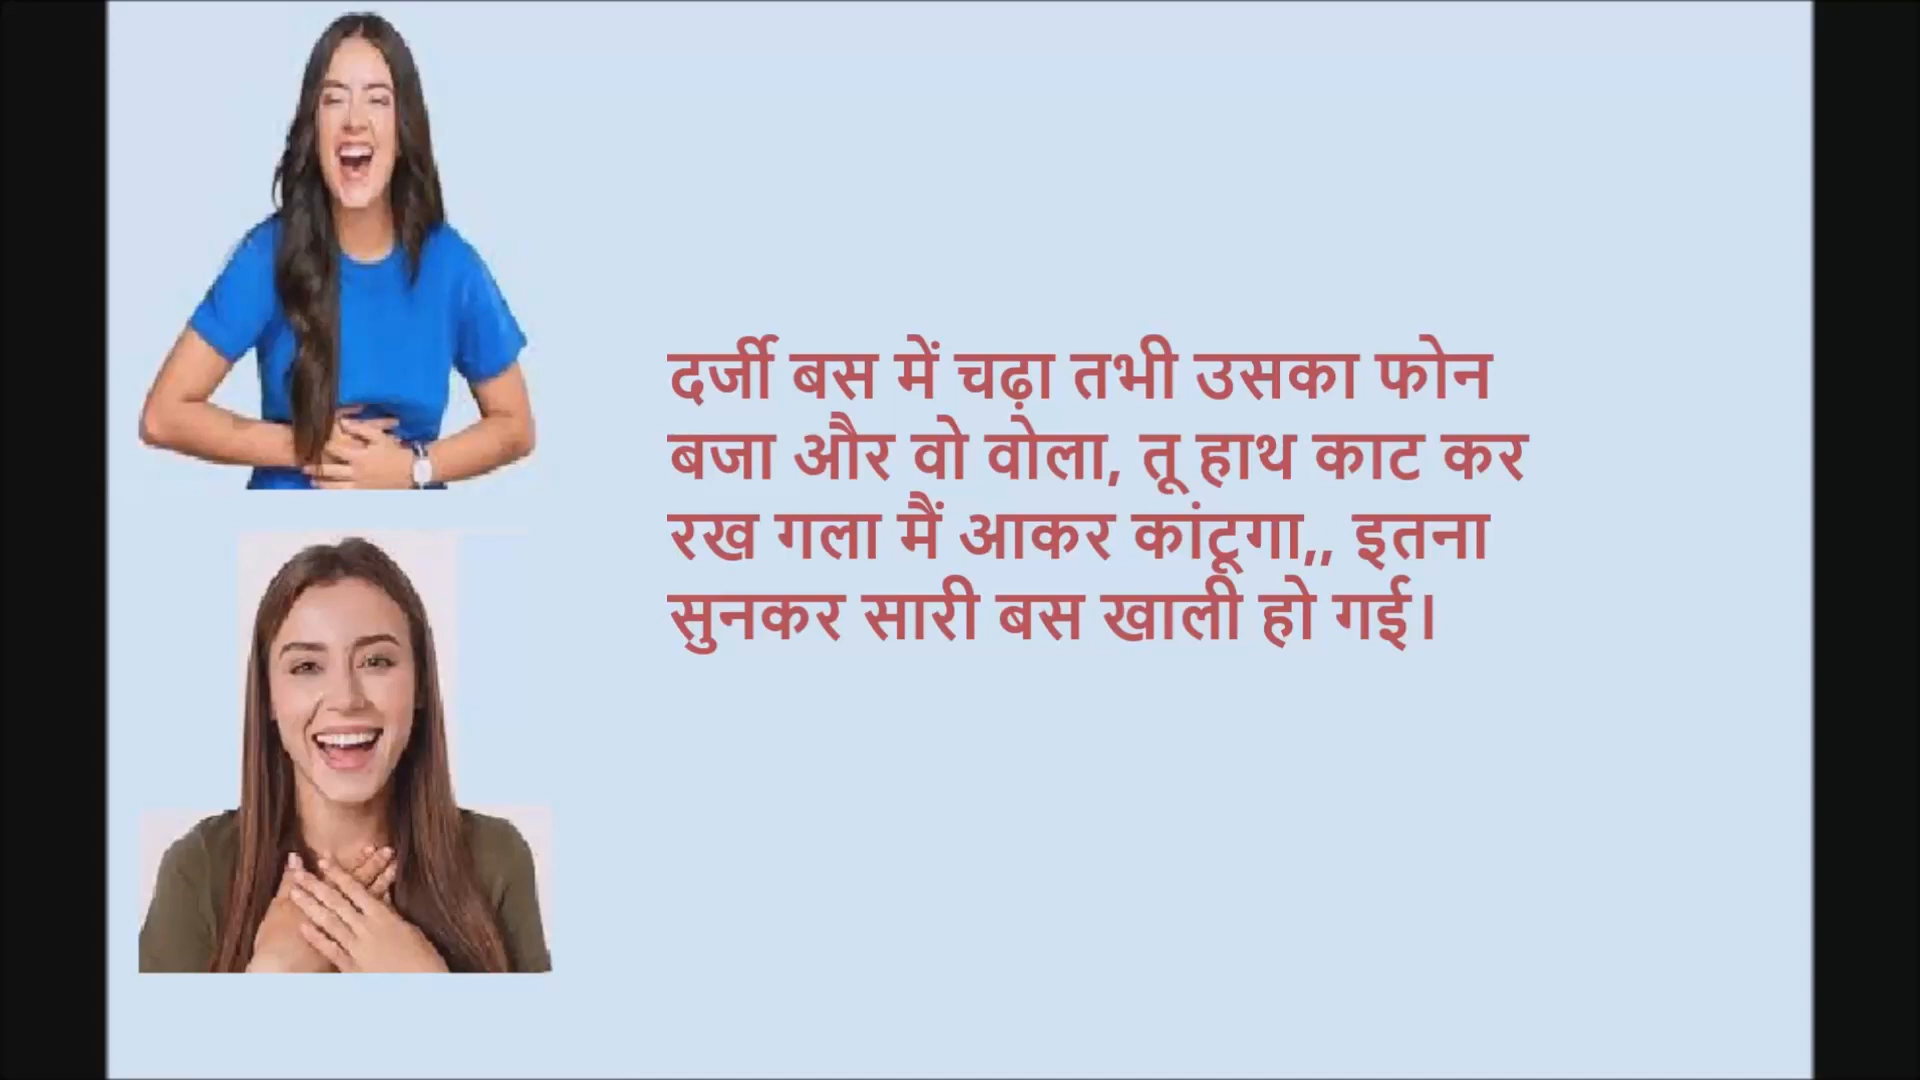 दर्जी बस में चढ़ा तभी उसका फोन
बजा और वो वोला, तू हाथ काट कर
रख गला मैं आकर कांटूगा,, इतना
सुनकर सारी बस खाली हो गई।